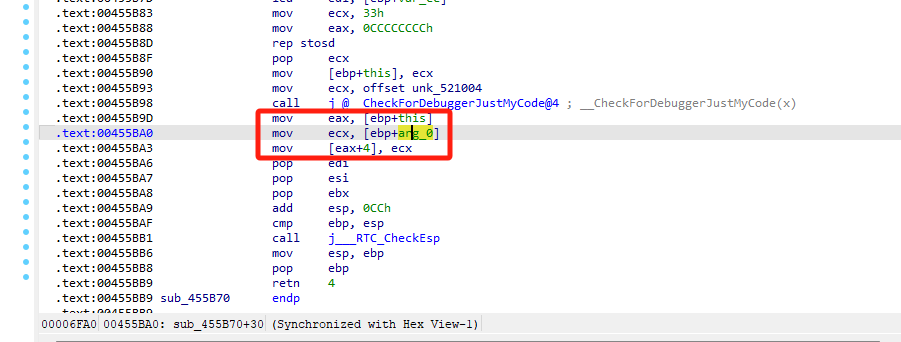 .text:00455B83 mov ecx, 33h
.text:00455B88 mov eax, 0CCCCCCCCh
.text:00455B8D rep stosd
.text:00455B8F pop ecx
.text:00455B90 mov [ebp+this], ecx
.text:00455B93 mov ecx, offset unk_521004
.text:00455B98 call j_@__CheckForDebuggerJustMyCode@4 ; __CheckForDebuggerJustMyCode(x)
.text:00455B9D mov eax, [ebp+this]
.text:00455BA0 mov ecx, [ebp+arg_0]
.text:00455BA3 mov [eax+4], ecx
.text:00455BA6 pop edi
.text:00455BA7 pop esi
.text:00455BA8 pop ebx
.text:00455BA9 add esp, 0CCh
.text:00455BAF cmp ebp, esp
.text:00455BB1 call j___RTC_CheckEsp
.text:00455BB6 mov esp, ebp
.text:00455BB8 pop ebp
.text:00455BB9 retn 4
.text:00455BB9 sub_455B70 endp
00006FA0 00455BA0: sub_455B70+30 (Synchronized with Hex View-1)